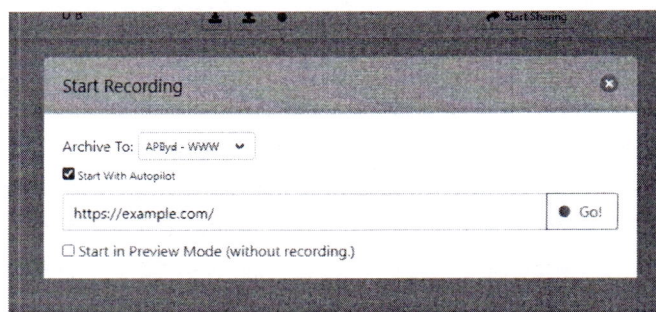 0 B
Start Sharing
Start Recording
Archive To: APByd - WWW
Start With Autopilot
https://example.com/
Go!
Start in Preview Mode (without recording.)